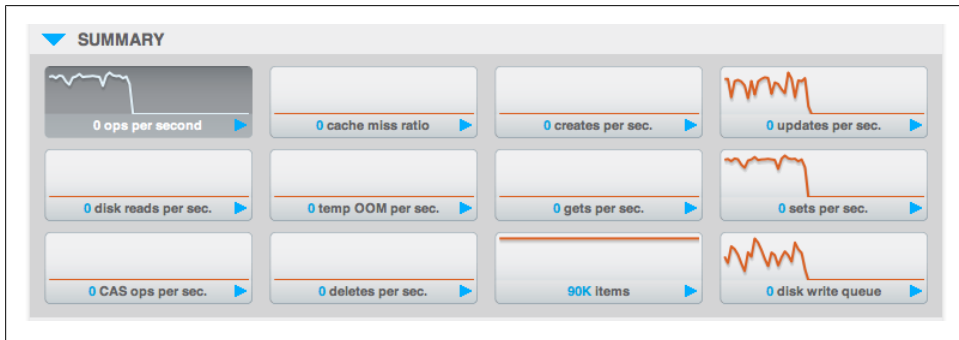 SUMMARY
0 ops per second
0 cache miss ratio
0 creates per sec.
0 updates per sec.
0 disk reads per sec.
0 temp OOM per sec.
0 gets per sec.
0 sets per sec.
0 CAS ops per sec.
0 deletes per sec.
90K items
0 disk write queue